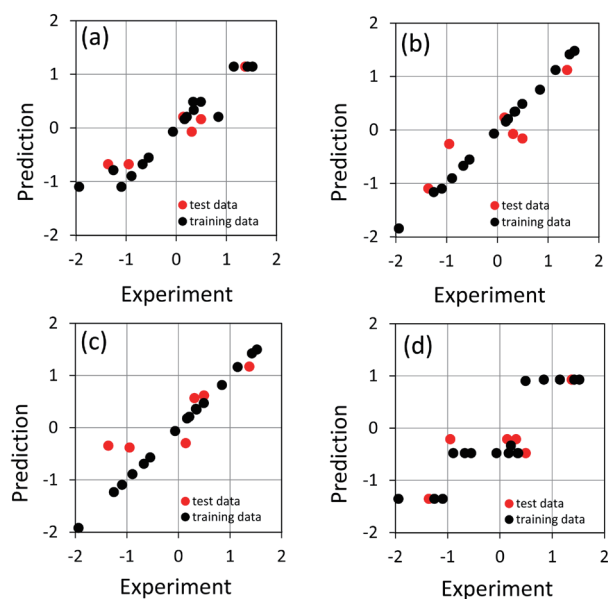 (a)
2
1
0
-1
-2
-2 -1 0 1 2
Prediction
Experiment
test data
training data
(b)
2
1
0
-1
-2
-2 -1 0 1 2
Prediction
Experiment
test data
training data
(c)
2
1
0
-1
-2
-2 -1 0 1 2
Prediction
Experiment
test data
training data
(d)
2
1
0
-1
-2
-2 -1 0 1 2
Prediction
Experiment
test data
training data